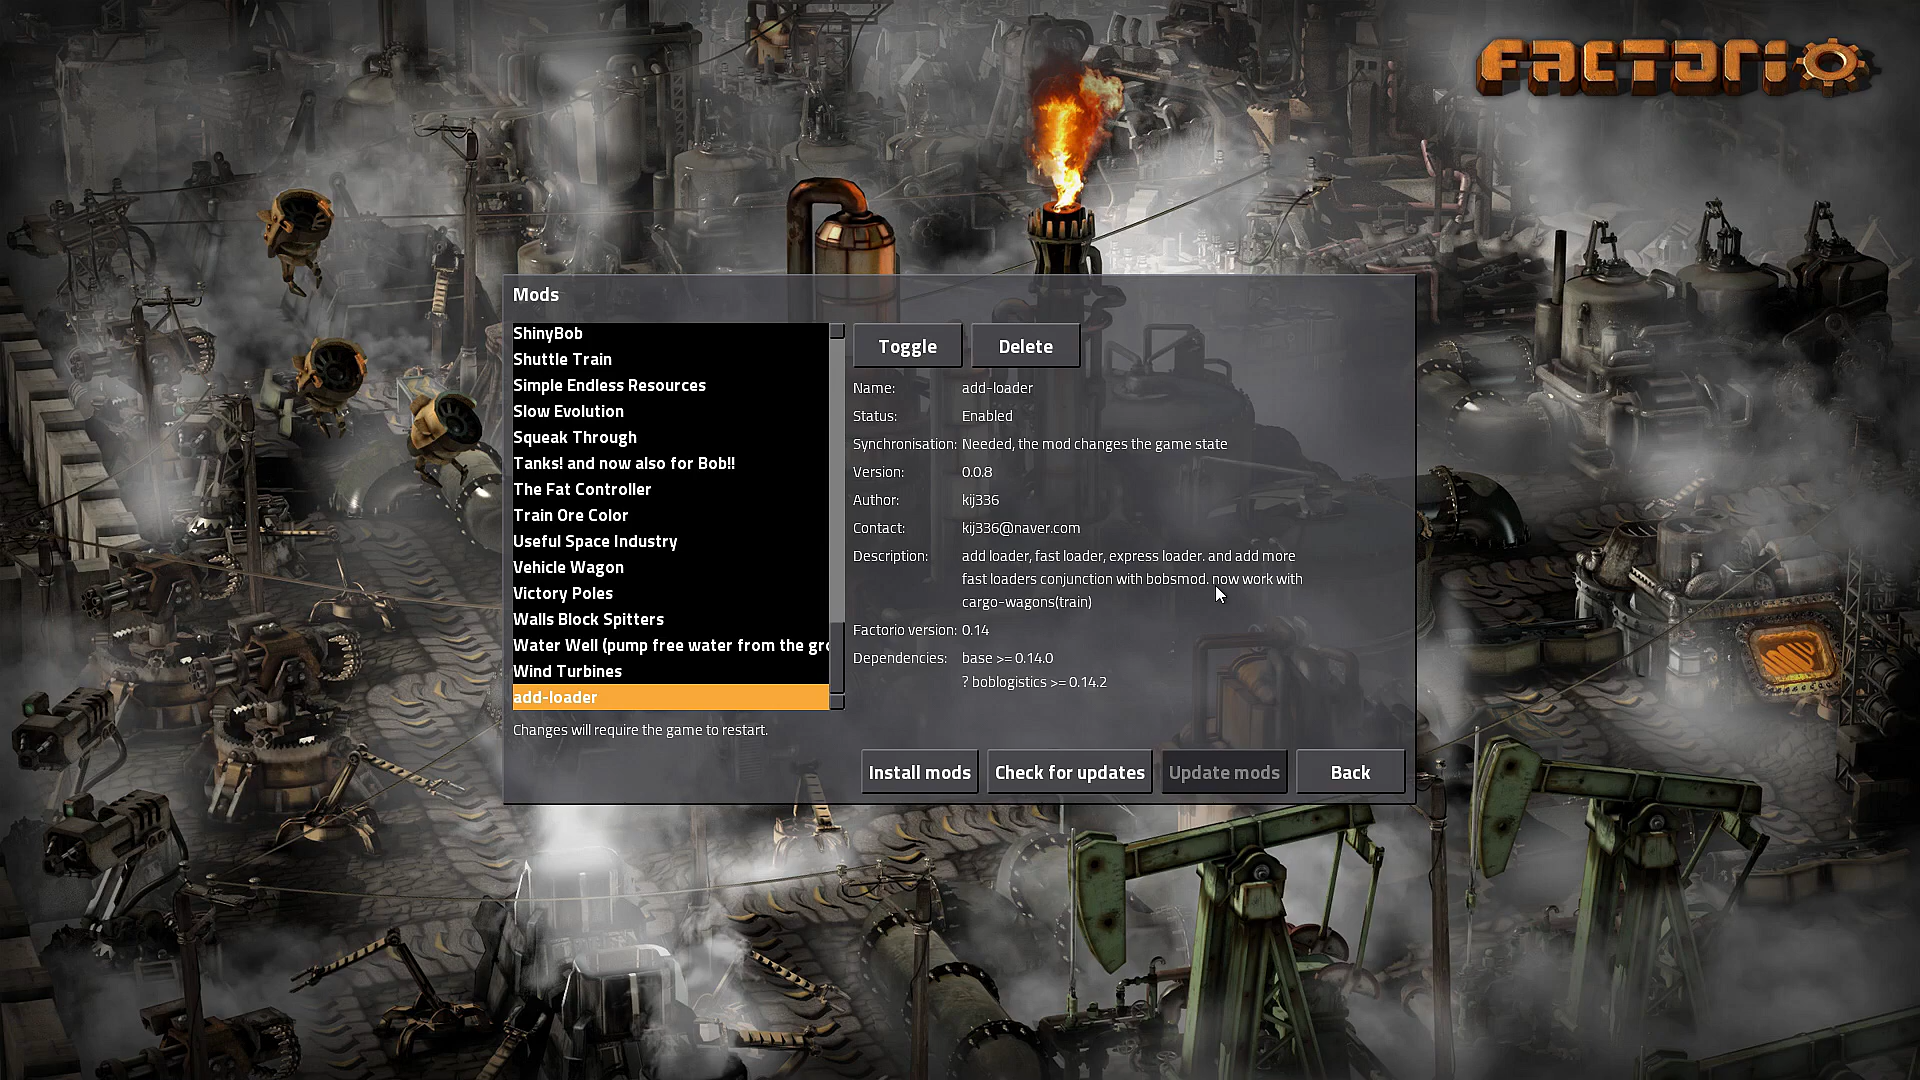 FACTORIO
Mods
ShinyBob
Shuttle Train
Simple Endless Resources
Slow Evolution
Squeak Through
Tanks! and now also for Bob!!
The Fat Controller
Train Ore Color
Useful Space Industry
Vehicle Wagon
Victory Poles
Walls Block Spitters
Water Well (pump free water from the gro
Wind Turbines
add-loader
Changes will require the game to restart.
Toggle Delete
Name: add-loader
Status: Enabled
Synchronisation: Needed, the mod changes the game state
Version: 0.0.8
Author: kij336
Contact: kij336@naver.com
Description: add loader, fast loader, express loader. and add more
fast loaders conjunction with bobsmod. now work with
cargo-wagons(train)
Factorio version: 0.14
Dependencies: base >= 0.14.0
? boblogistics >= 0.14.2
Install mods Check for updates Update mods Back